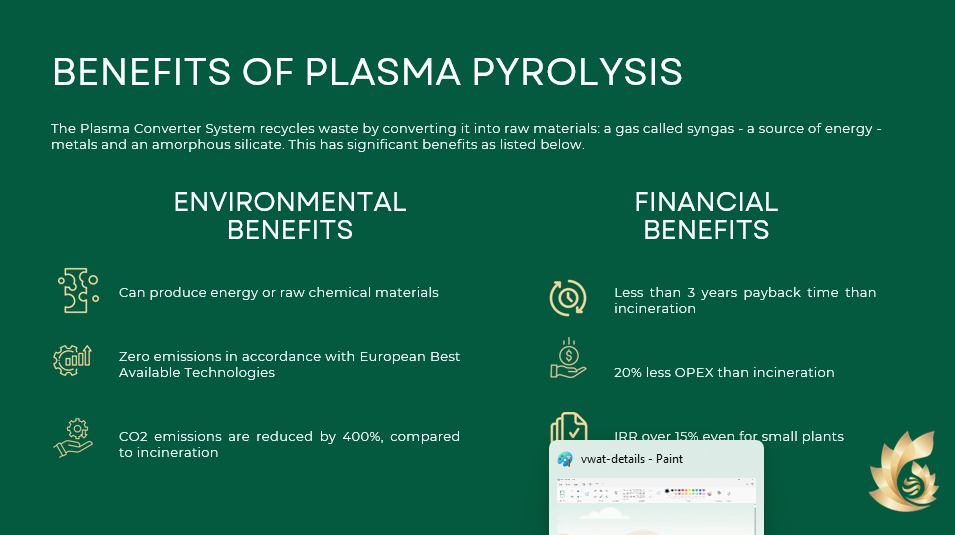 BENEFITS OF PLASMA PYROLYSIS
The Plasma Converter System recycles waste by converting it into raw materials: a gas called syngas - a source of energy -
metals and an amorphous silicate. This has significant benefits as listed below.
ENVIRONMENTAL
BENEFITS
Can produce energy or raw chemical materials
Zero emissions in accordance with European Best
Available Technologies
CO2 emissions are reduced by 400%, compared
to incineration
FINANCIAL
BENEFITS
Less than 3 years payback time than
incineration
20% less OPEX than incineration
IRR over 15% even for small plants
vwat-details - Paint